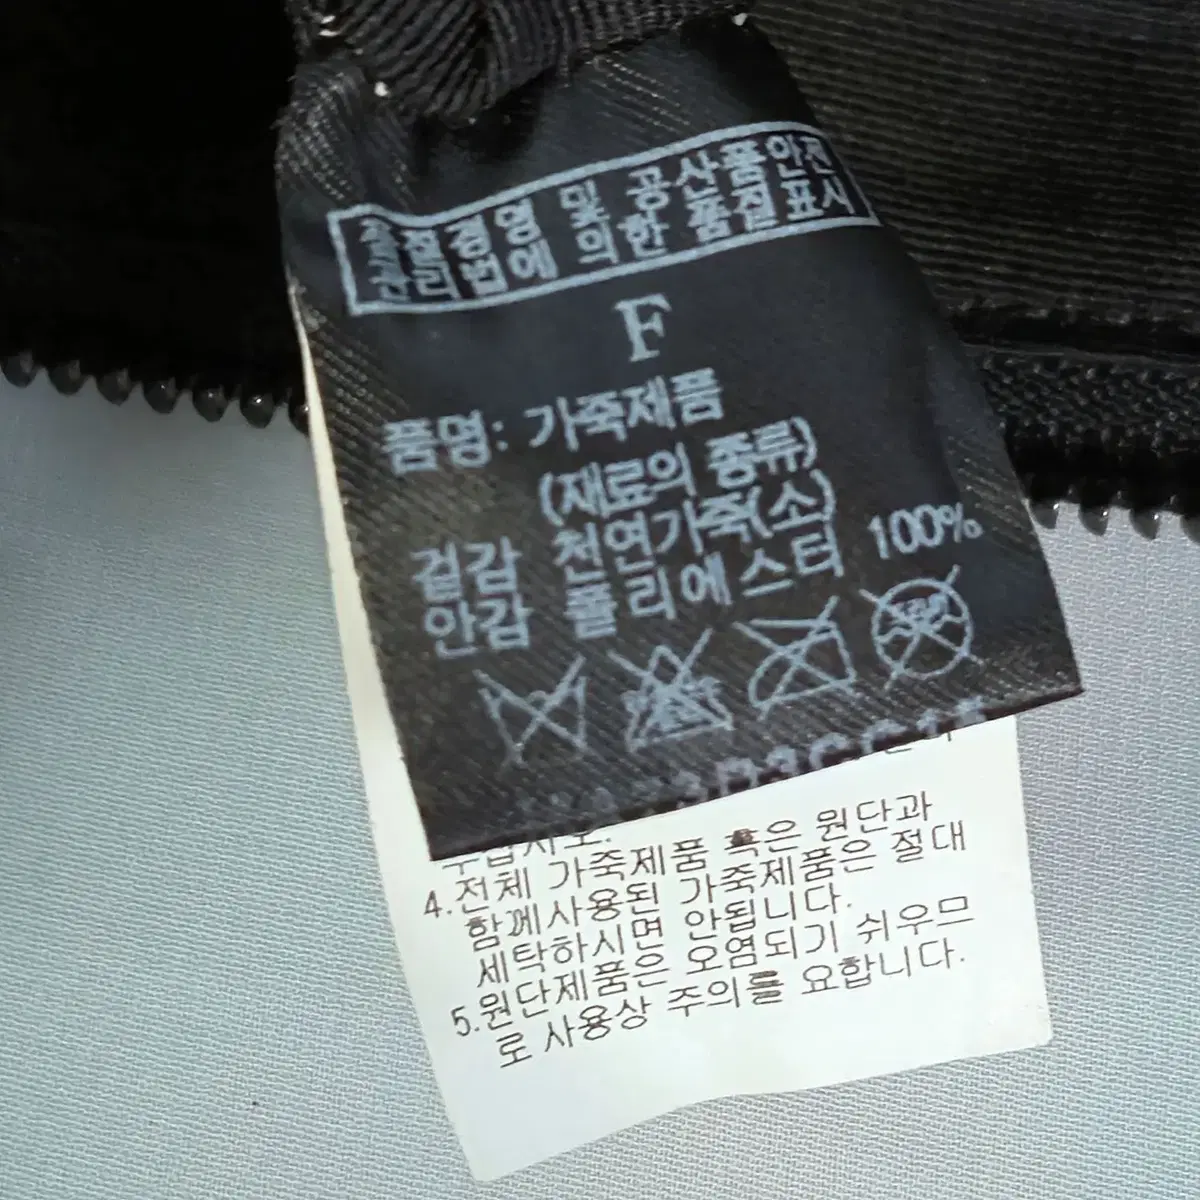 품질경영 및 공산품안전
관리법에 의한 품질표시
F
품명: 가죽제품
(재료의 종류)
겉감 천연가죽(소)
안감 폴리에스터 100%
4.전체 가죽제품 혹은 원단과
함께사용된 가죽제품은 절대
세탁하시면 안됩니다.
5.원단제품은 오염되기 쉬우므
로 사용상 주의를 요합니다.